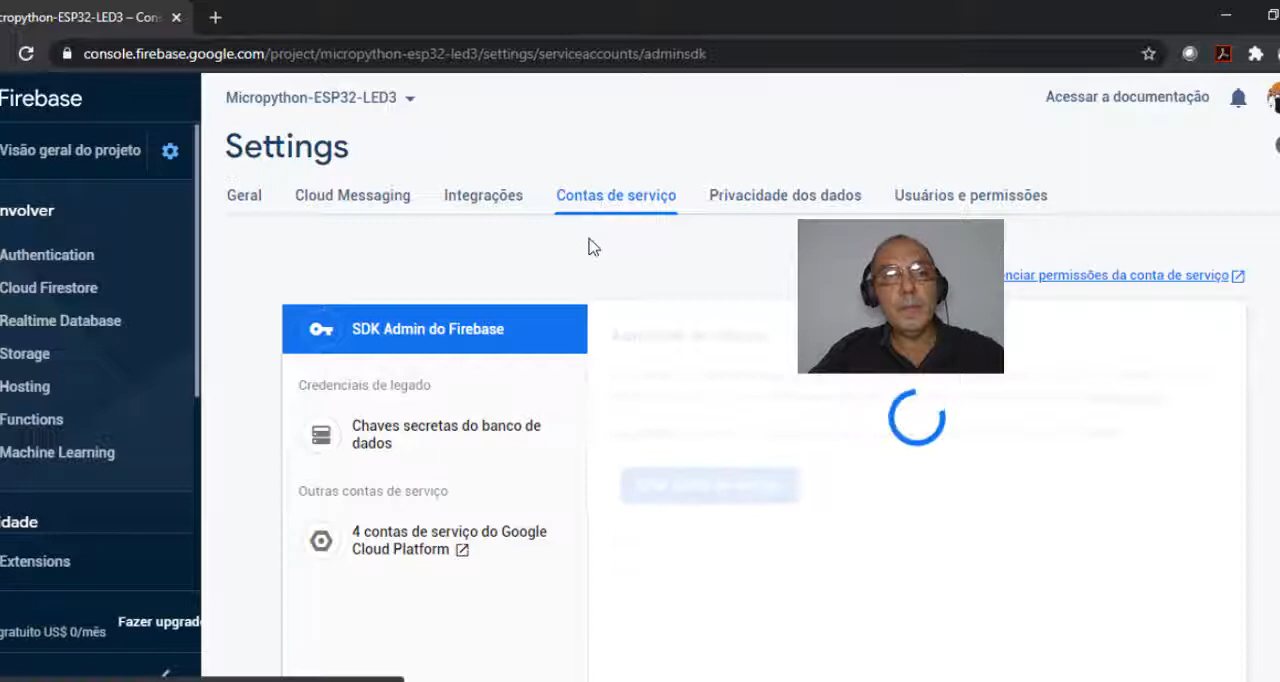 cropython-ESP32-LED3 – Con
console.firebase.google.com/project/micropython-esp32-led3/settings/serviceaccounts/adminsdk
Firebase
Micropython-ESP32-LED3
Acessar a documentação
Visão geral do projeto
Settings
Geral
Cloud Messaging
Integrações
Contas de serviço
Privacidade dos dados
Usuários e permissões
nvolver
Authentication
Cloud Firestore
Realtime Database
Storage
Hosting
Functions
Machine Learning
nciar permissões da conta de serviço
SDK Admin do Firebase
Credenciais de legado
Chaves secretas do banco de
dados
Outras contas de serviço
4 contas de serviço do Google
Cloud Platform
idade
Extensions
Fazer upgrad
gratuito US$ 0/mês